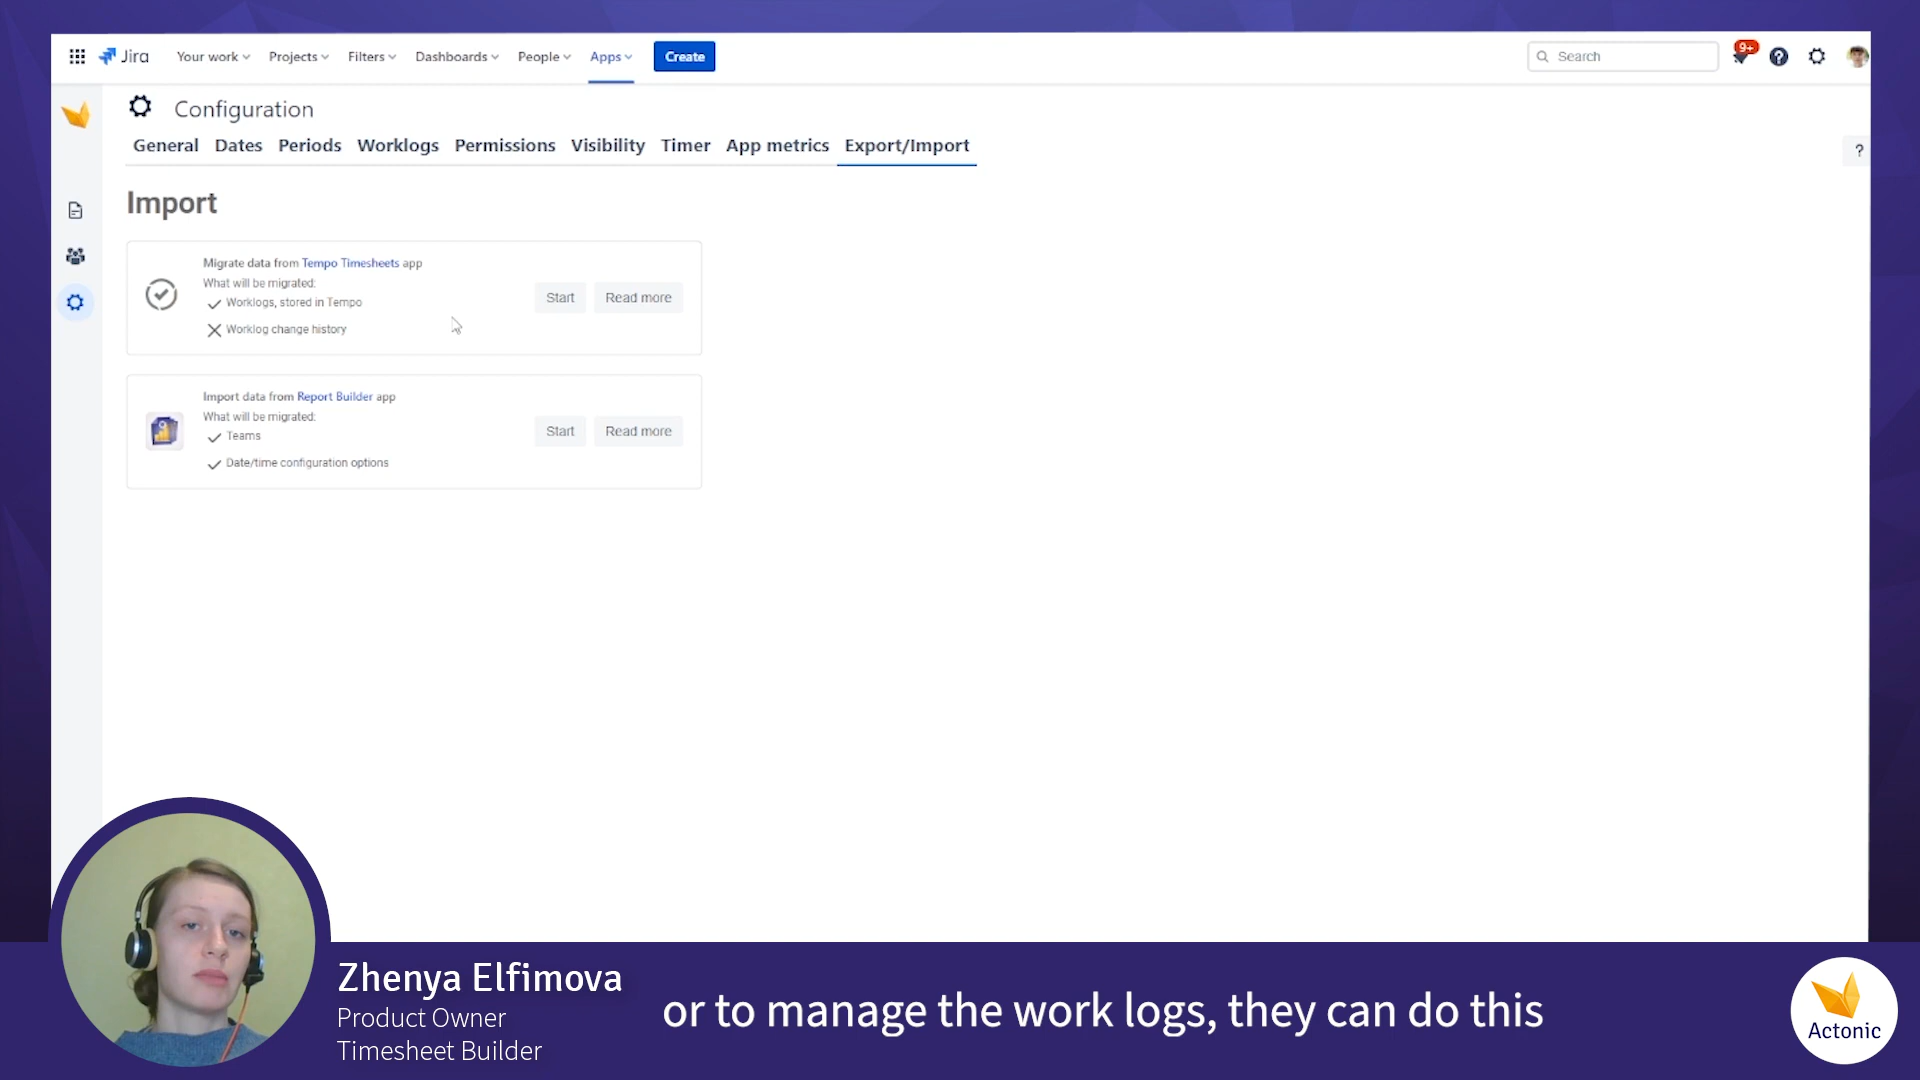 Jira
Your work
Projects
Filters
Dashboards
People
Apps
Create
Search
9+
Configuration
General
Dates
Periods
Worklogs
Permissions
Visibility
Timer
App metrics
Export/Import
?
Import
Migrate data from Tempo Timesheets app
What will be migrated:
Worklogs, stored in Tempo
Worklog change history
Start
Read more
Import data from Report Builder app
What will be migrated:
Teams
Date/time configuration options
Start
Read more
Zhenya Elfimova
Product Owner
Timesheet Builder
or to manage the work logs, they can do this
Actonic